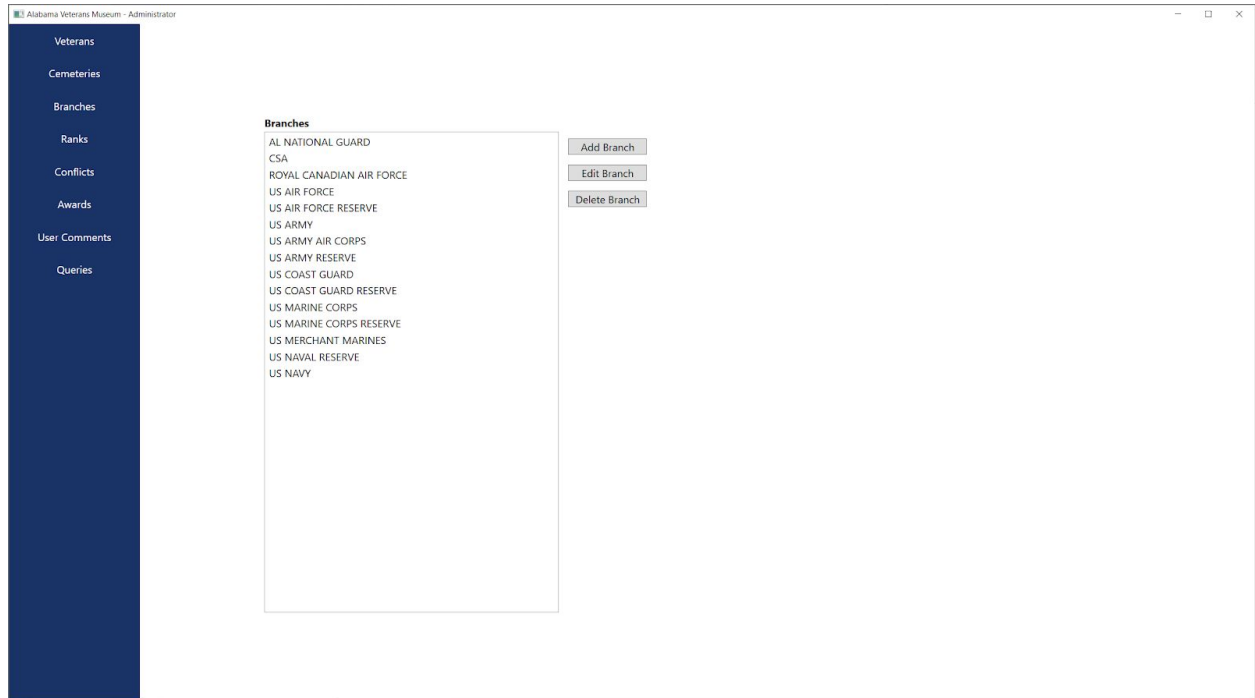 Alabama Veterans Museum - Administrator
Veterans
Cemeteries
Branches
Ranks
Conflicts
Awards
User Comments
Queries
Branches
AL NATIONAL GUARD
CSA
ROYAL CANADIAN AIR FORCE
US AIR FORCE
US AIR FORCE RESERVE
US ARMY
US ARMY AIR CORPS
US ARMY RESERVE
US COAST GUARD
US COAST GUARD RESERVE
US MARINE CORPS
US MARINE CORPS RESERVE
US MERCHANT MARINES
US NAVAL RESERVE
US NAVY
Add Branch
Edit Branch
Delete Branch